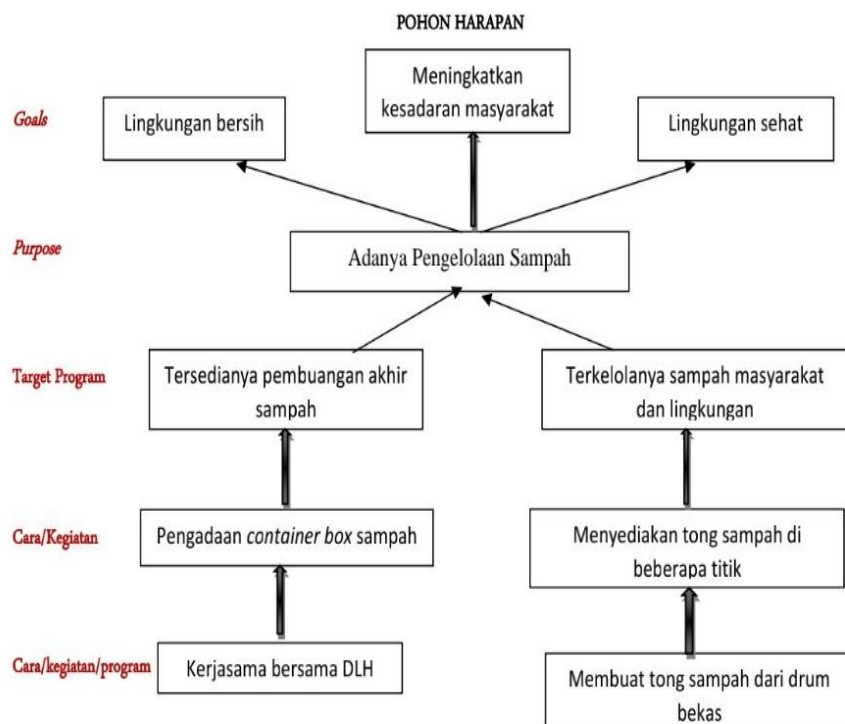 POHON HARAPAN
Goals
Lingkungan bersih
Meningkatkan
kesadaran masyarakat
Lingkungan sehat
Purpose
Adanya Pengelolaan Sampah
Target Program
Tersedianya pembuangan akhir
sampah
Terkelolanya sampah masyarakat
dan lingkungan
Cara/Kegiatan
Pengadaan container box sampah
Menyediakan tong sampah di
beberapa titik
Cara/kegiatan/program
Kerjasama bersama DLH
Membuat tong sampah dari drum
bekas